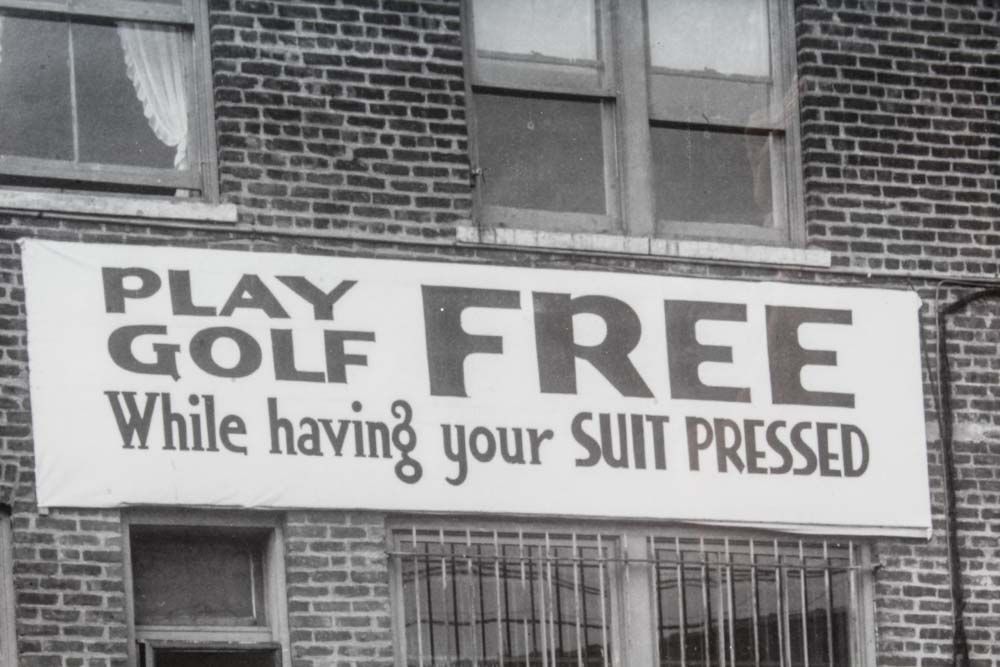 PLAY
GOLF FREE
While having your SUIT PRESSED